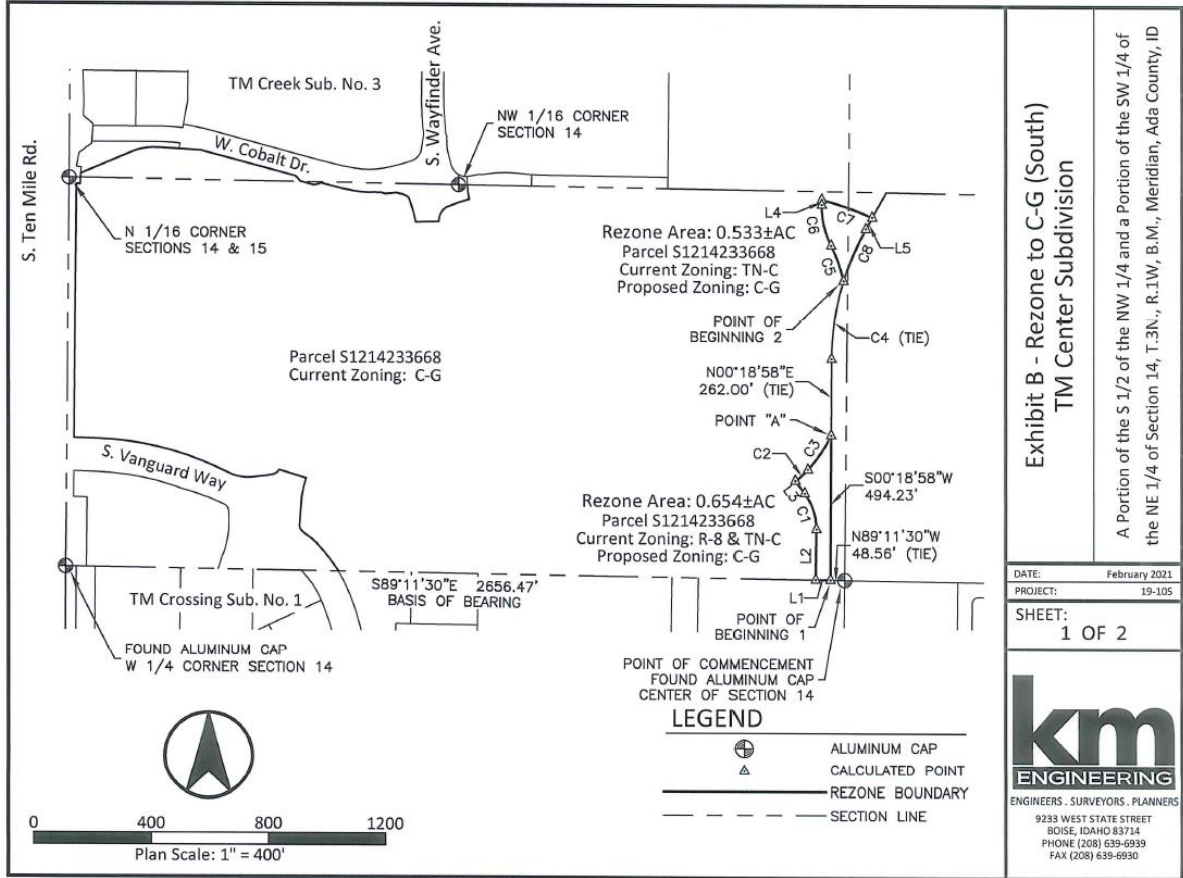 TM Creek Sub. No. 3
S. Wayfinder Ave.
NW 1/16 CORNER
SECTION 14
W. Cobalt Dr.
S. Ten Mile Rd.
N 1/16 CORNER
SECTIONS 14 & 15
L4
C7
L5
C6
C5
C8
Rezone Area: 0.533±AC
Parcel S1214233668
Current Zoning: TN-C
Proposed Zoning: C-G
POINT OF
BEGINNING 2
C4 (TIE)
Parcel S1214233668
Current Zoning: C-G
N00°18'58"E
262.00' (TIE)
POINT "A"
C2
C3
L3
C1
L2
S00°18'58"W
494.23'
S. Vanguard Way
Rezone Area: 0.654±AC
Parcel S1214233668
Current Zoning: R-8 & TN-C
Proposed Zoning: C-G
N89°11'30"W
48.56' (TIE)
S89°11'30"E 2656.47'
BASIS OF BEARING
TM Crossing Sub. No. 1
L1
POINT OF
BEGINNING 1
FOUND ALUMINUM CAP
W 1/4 CORNER SECTION 14
POINT OF COMMENCEMENT
FOUND ALUMINUM CAP
CENTER OF SECTION 14
LEGEND
ALUMINUM CAP
CALCULATED POINT
REZONE BOUNDARY
SECTION LINE
0 400 800 1200
Plan Scale: 1" = 400'
Exhibit B - Rezone to C-G (South)
TM Center Subdivision
A Portion of the S 1/2 of the NW 1/4 and a Portion of the SW 1/4 of
the NE 1/4 of Section 14, T.3N., R.1W, B.M., Meridian, Ada County, ID
DATE: February 2021
PROJECT: 19-105
SHEET:
1 OF 2
km
ENGINEERING
ENGINEERS . SURVEYORS . PLANNERS
9233 WEST STATE STREET
BOISE, IDAHO 83714
PHONE (208) 639-6939
FAX (208) 639-6930